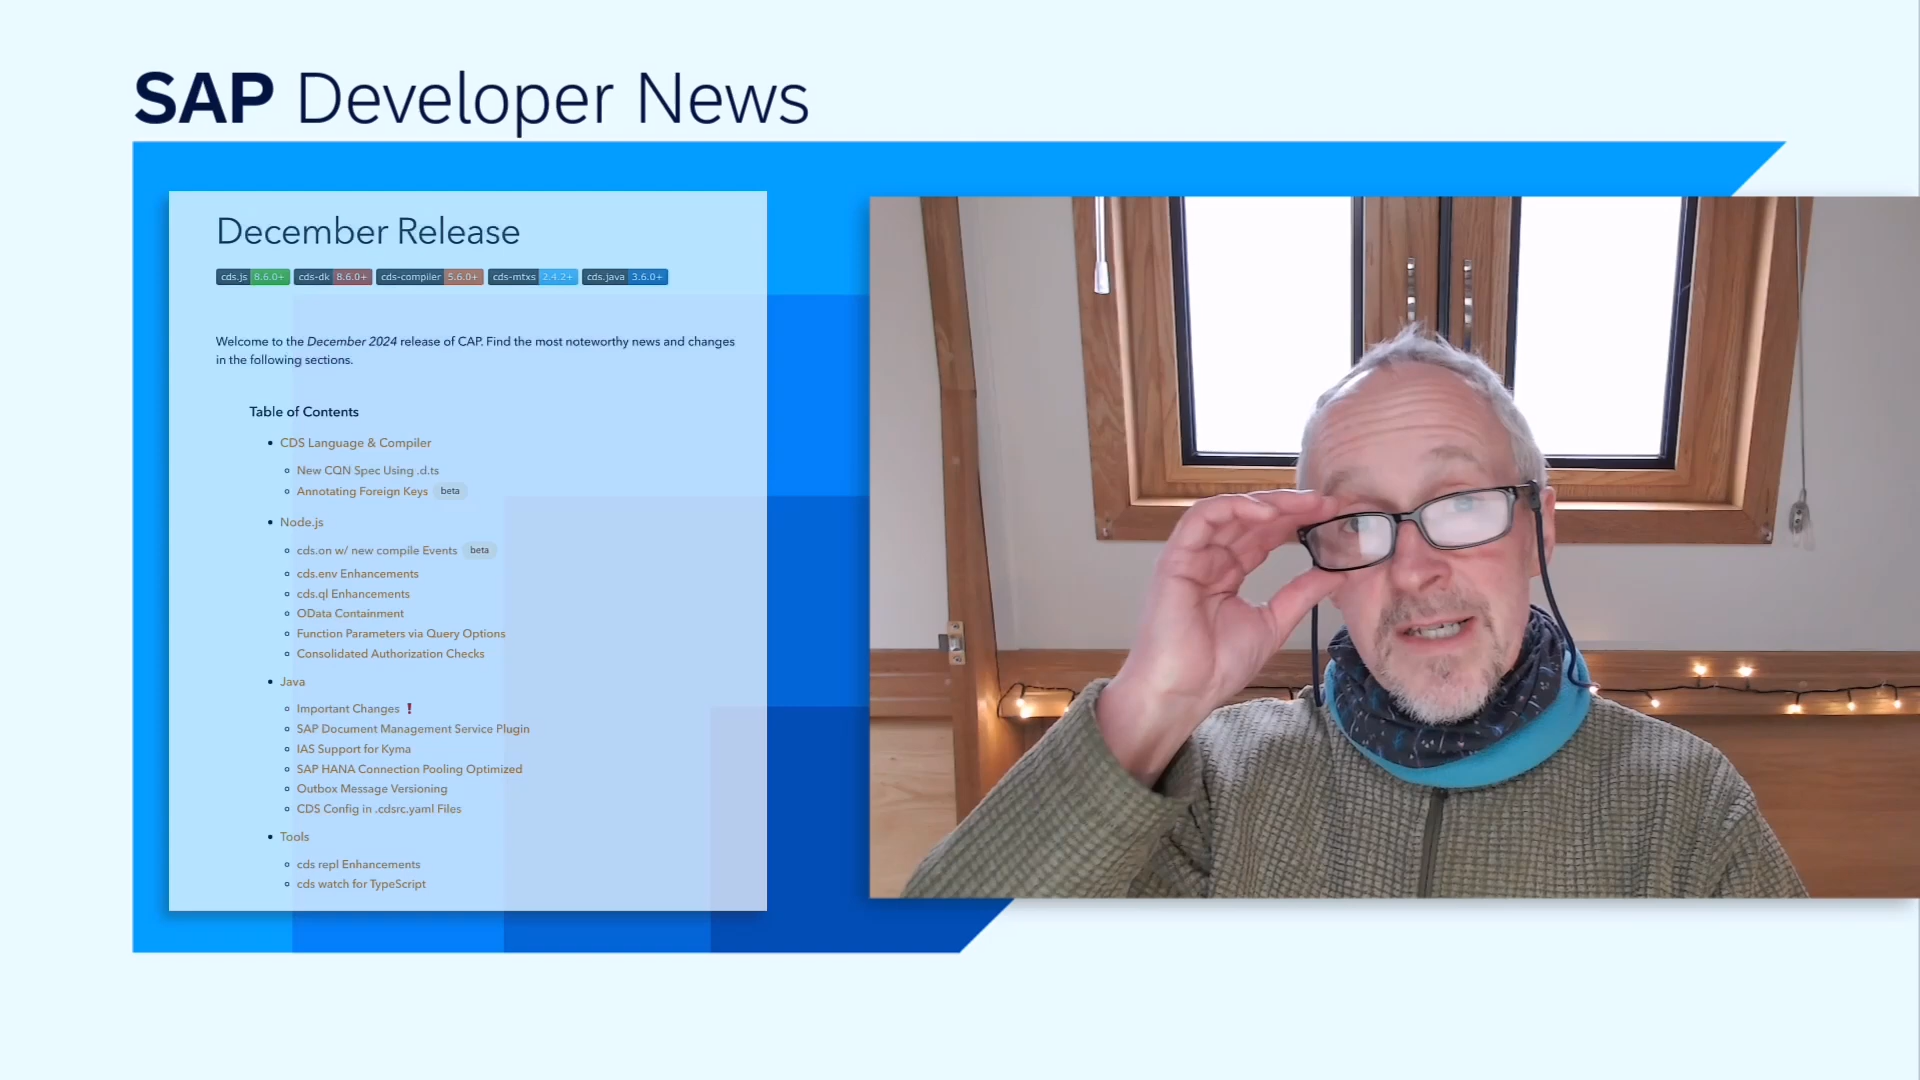 SAP Developer News
December Release
cds.js 8.6.0+ cds-dk 8.6.0+ cds-compiler 5.6.0+ cds-mtxs 2.4.2+ cds.java 3.6.0+
Welcome to the December 2024 release of CAP. Find the most noteworthy news and changes
in the following sections.
Table of Contents
CDS Language & Compiler
New CQN Spec Using .d.ts
Annotating Foreign Keys beta
Node.js
cds.on w/ new compile Events beta
cds.env Enhancements
cds.ql Enhancements
OData Containment
Function Parameters via Query Options
Consolidated Authorization Checks
Java
Important Changes ❗
SAP Document Management Service Plugin
IAS Support for Kyma
SAP HANA Connection Pooling Optimized
Outbox Message Versioning
CDS Config in .cdsrc.yaml Files
Tools
cds repl Enhancements
cds watch for TypeScript